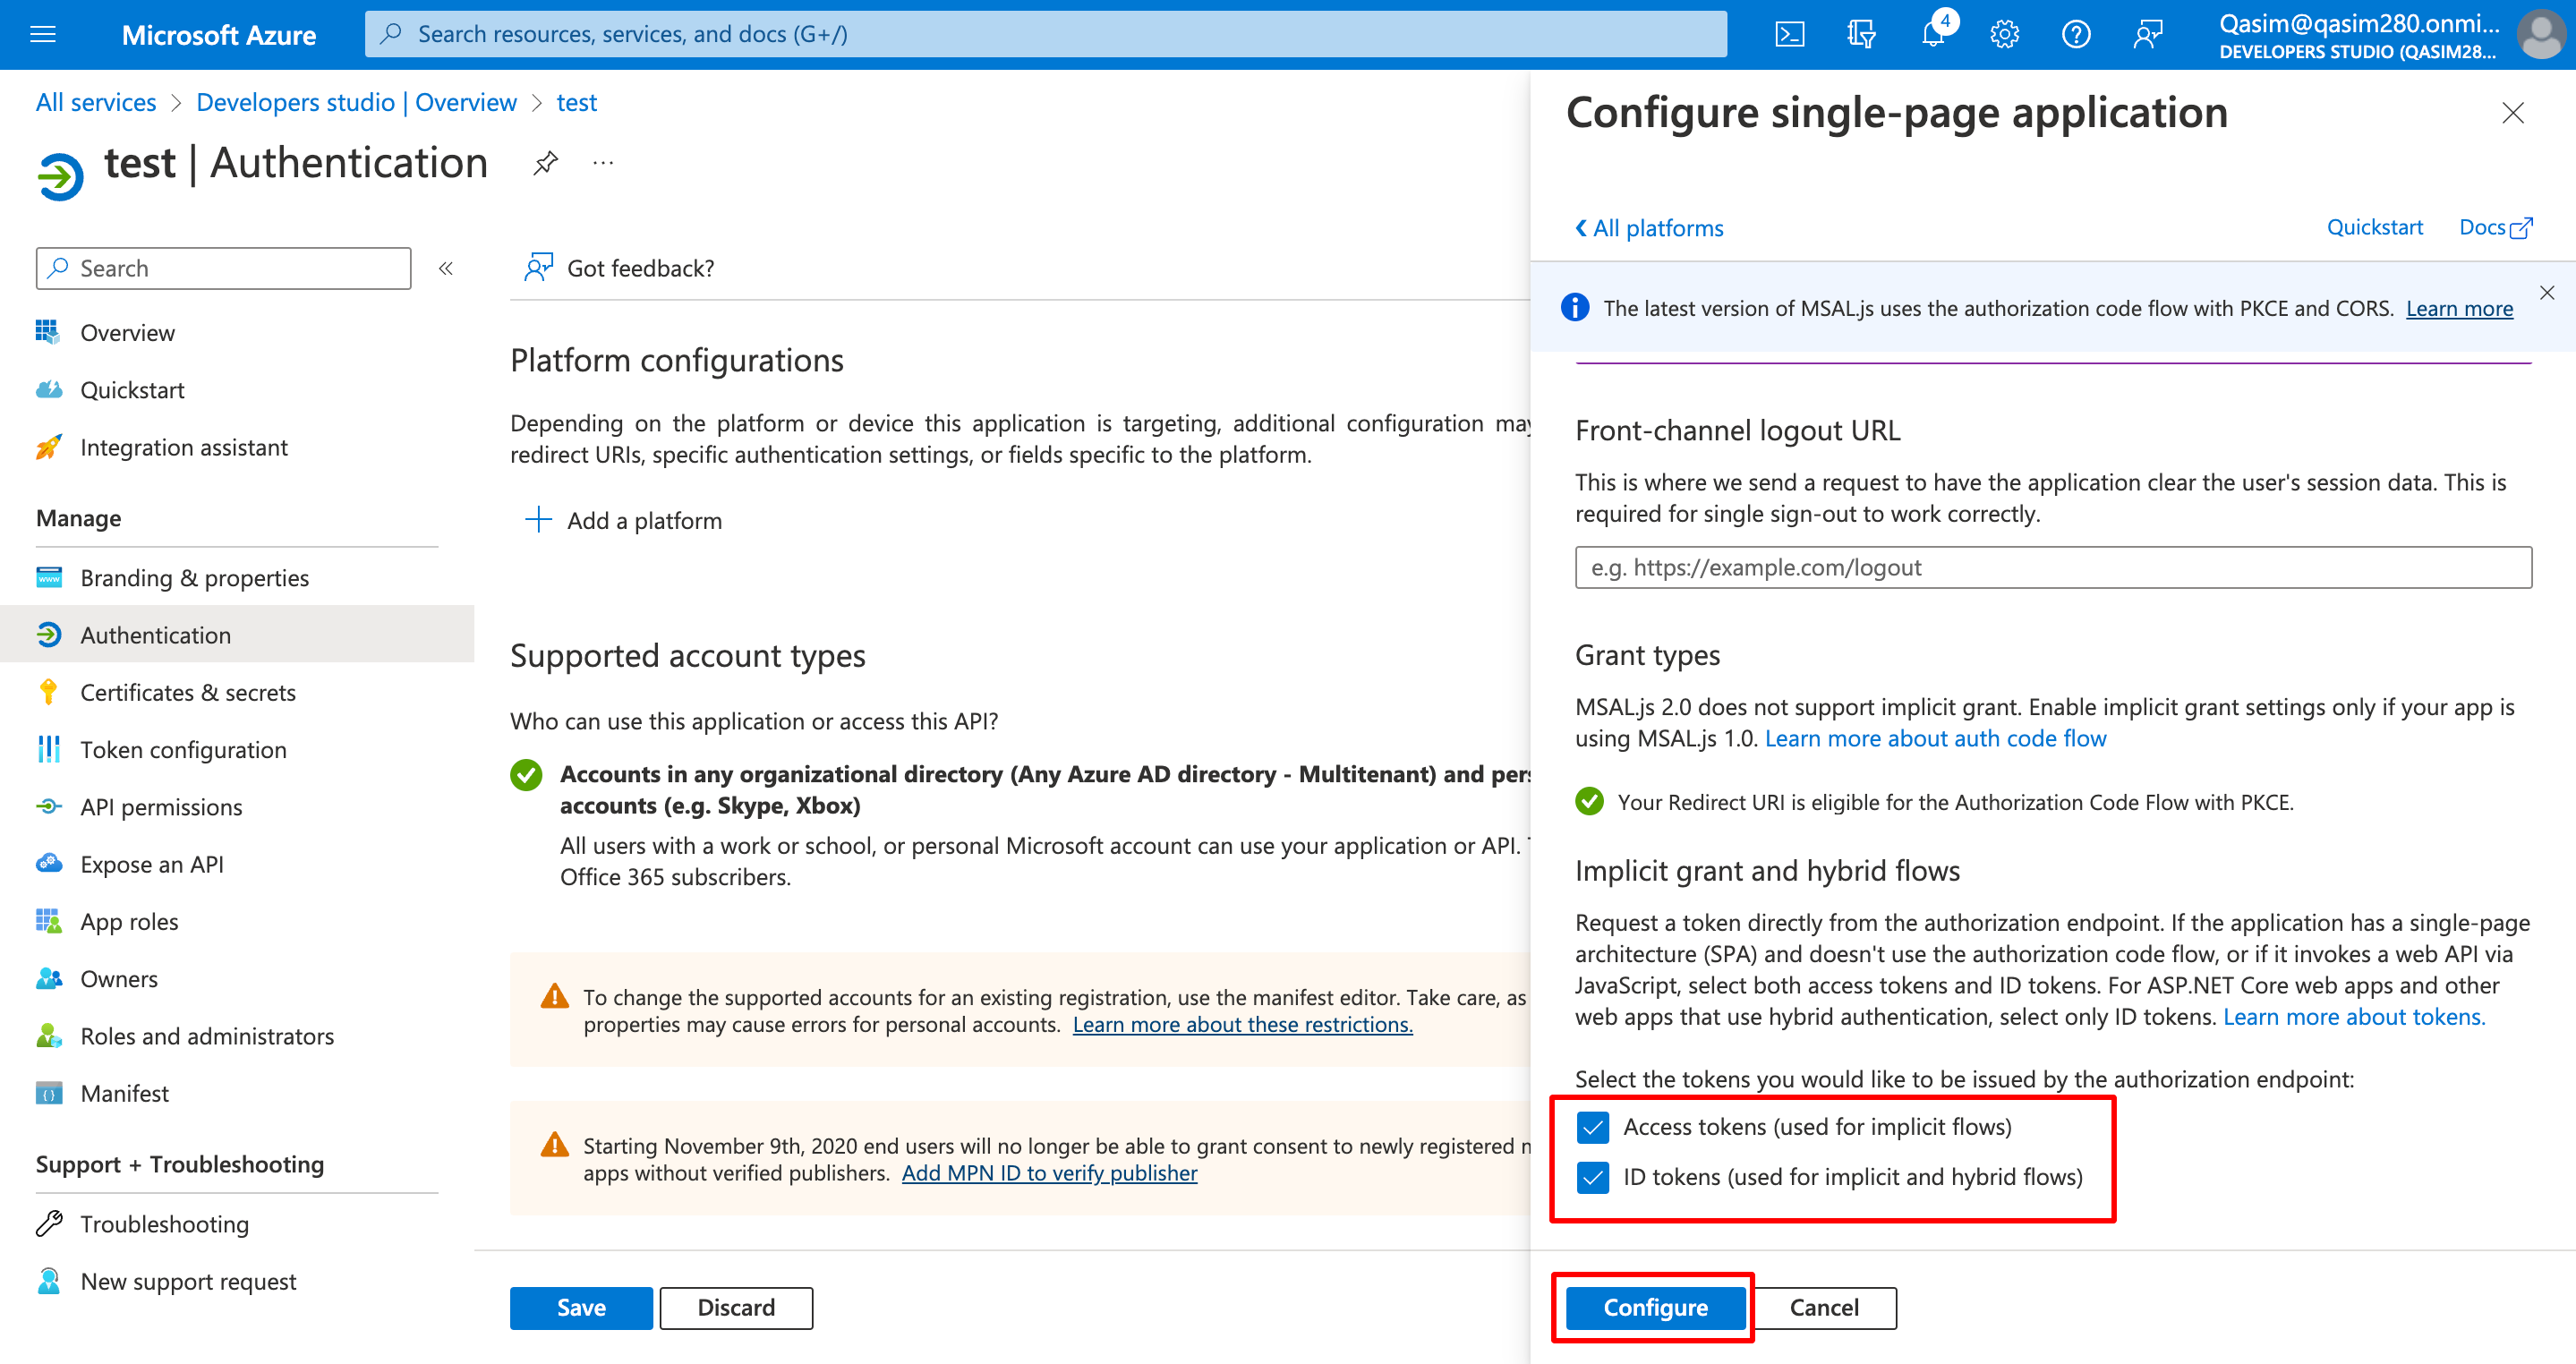 Microsoft Azure
Search resources, services, and docs (G+/)
4
Qasim@qasim280.onmi...
DEVELOPERS STUDIO (QASIM28...
All services > Developers studio | Overview > test
test | Authentication
...
Search
«
Overview
Quickstart
Integration assistant
Manage
Branding & properties
Authentication
Certificates & secrets
Token configuration
API permissions
Expose an API
App roles
Owners
Roles and administrators
Manifest
Support + Troubleshooting
Troubleshooting
New support request
Got feedback?
Platform configurations
Depending on the platform or device this application is targeting, additional configuration may
redirect URIs, specific authentication settings, or fields specific to the platform.
Add a platform
Supported account types
Who can use this application or access this API?
Accounts in any organizational directory (Any Azure AD directory - Multitenant) and pers
accounts (e.g. Skype, Xbox)
All users with a work or school, or personal Microsoft account can use your application or API.
Office 365 subscribers.
To change the supported accounts for an existing registration, use the manifest editor. Take care, as
properties may cause errors for personal accounts. Learn more about these restrictions.
Starting November 9th, 2020 end users will no longer be able to grant consent to newly registered
apps without verified publishers. Add MPN ID to verify publisher
Save
Discard
Configure single-page application
All platforms
Quickstart
Docs
The latest version of MSAL.js uses the authorization code flow with PKCE and CORS. Learn more
Front-channel logout URL
This is where we send a request to have the application clear the user's session data. This is
required for single sign-out to work correctly.
e.g. https://example.com/logout
Grant types
MSAL.js 2.0 does not support implicit grant. Enable implicit grant settings only if your app is
using MSAL.js 1.0. Learn more about auth code flow
Your Redirect URI is eligible for the Authorization Code Flow with PKCE.
Implicit grant and hybrid flows
Request a token directly from the authorization endpoint. If the application has a single-page
architecture (SPA) and doesn't use the authorization code flow, or if it invokes a web API via
JavaScript, select both access tokens and ID tokens. For ASP.NET Core web apps and other
web apps that use hybrid authentication, select only ID tokens. Learn more about tokens.
Select the tokens you would like to be issued by the authorization endpoint:
Access tokens (used for implicit flows)
ID tokens (used for implicit and hybrid flows)
Configure
Cancel